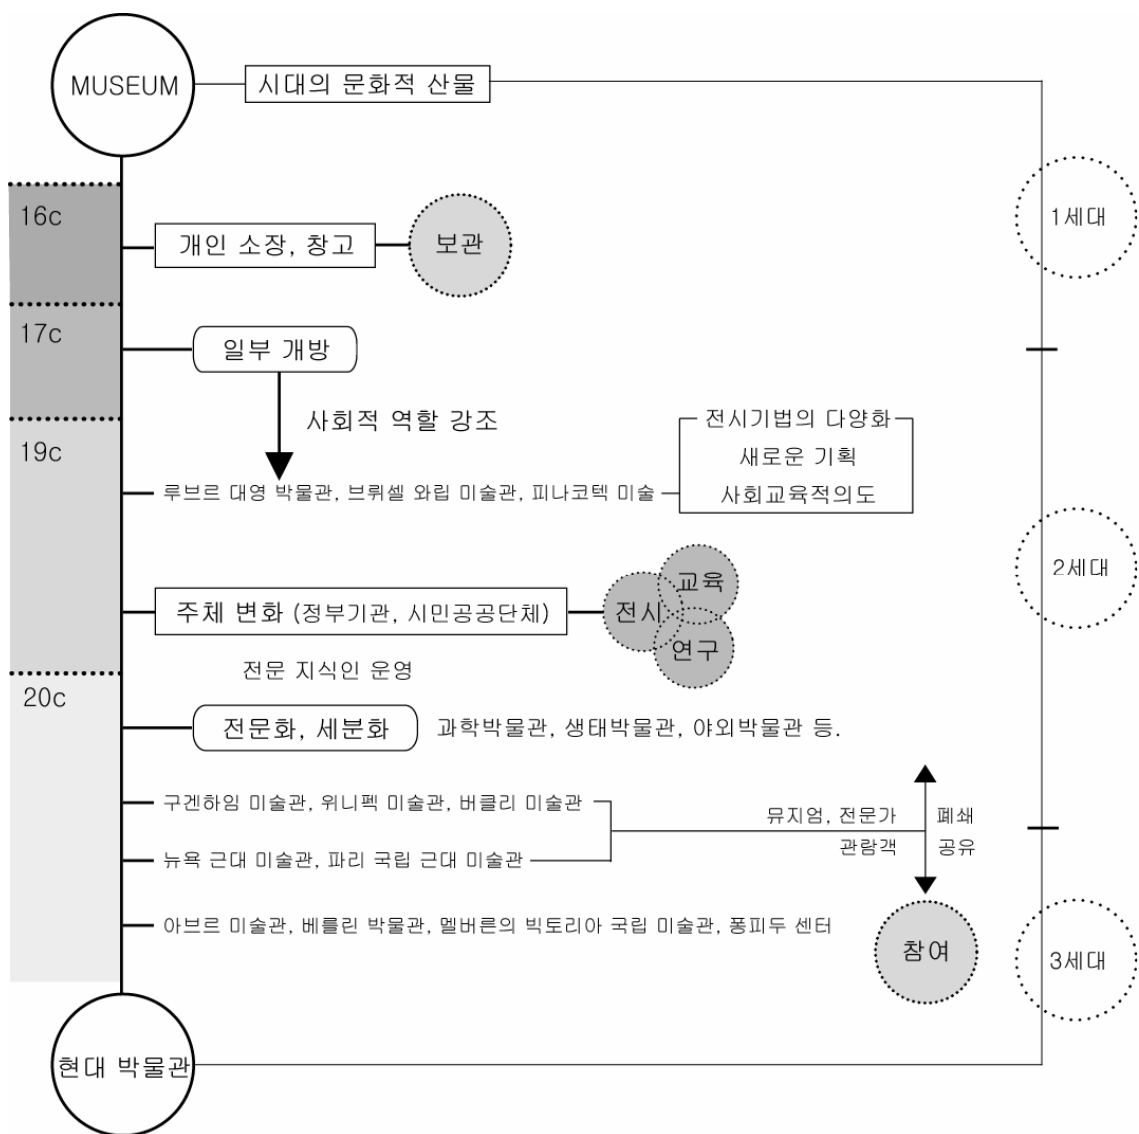 MUSEUM
시대의 문화적 산물
16c
1세대
개인 소장, 창고
보관
17c
일부 개방
사회적 역할 강조
전시기법의 다양화
새로운 기획
사회교육적의도
19c
루브르 대영 박물관, 브뤼셀 와립 미술관, 피나코텍 미술
2세대
교육
전시
연구
주체 변화 (정부기관, 시민공공단체)
전문 지식인 운영
20c
전문화, 세분화
과학박물관, 생태박물관, 야외박물관 등.
구겐하임 미술관, 위니펙 미술관, 버클리 미술관
뮤지엄, 전문가
폐쇄
관람객
공유
뉴욕 근대 미술관, 파리 국립 근대 미술관
아브르 미술관, 베를린 박물관, 멜버른의 빅토리아 국립 미술관, 퐁피두 센터
참여
3세대
현대 박물관